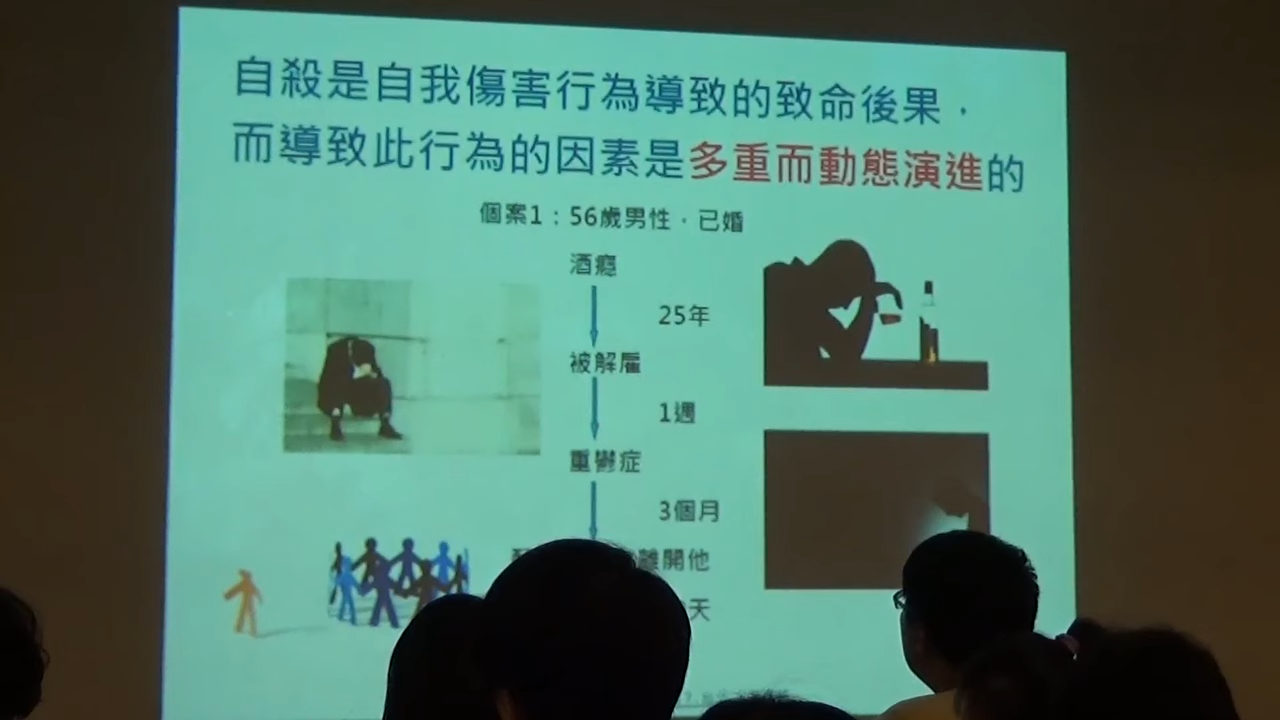 自殺是自我傷害行為導致的致命後果，
而導致此行為的因素是多重而動態演進的
個案1：56歲男性，已婚
酒癮
25年
被解雇
1週
重鬱症
3個月
離開他
天